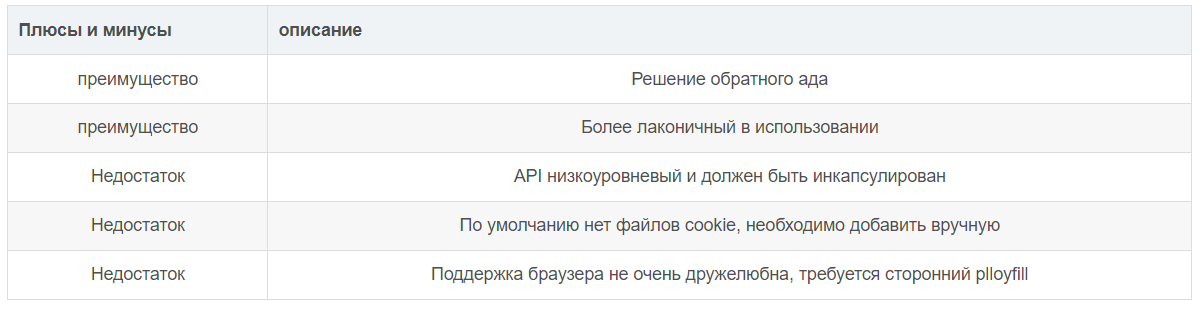 Плюсы и минусы описание
преимущество Решение обратного ада
преимущество Более лаконичный в использовании
Недостаток API низкоуровневый и должен быть инкапсулирован
Недостаток По умолчанию нет файлов cookie, необходимо добавить вручную
Недостаток Поддержка браузера не очень дружелюбна, требуется сторонний plloyfill